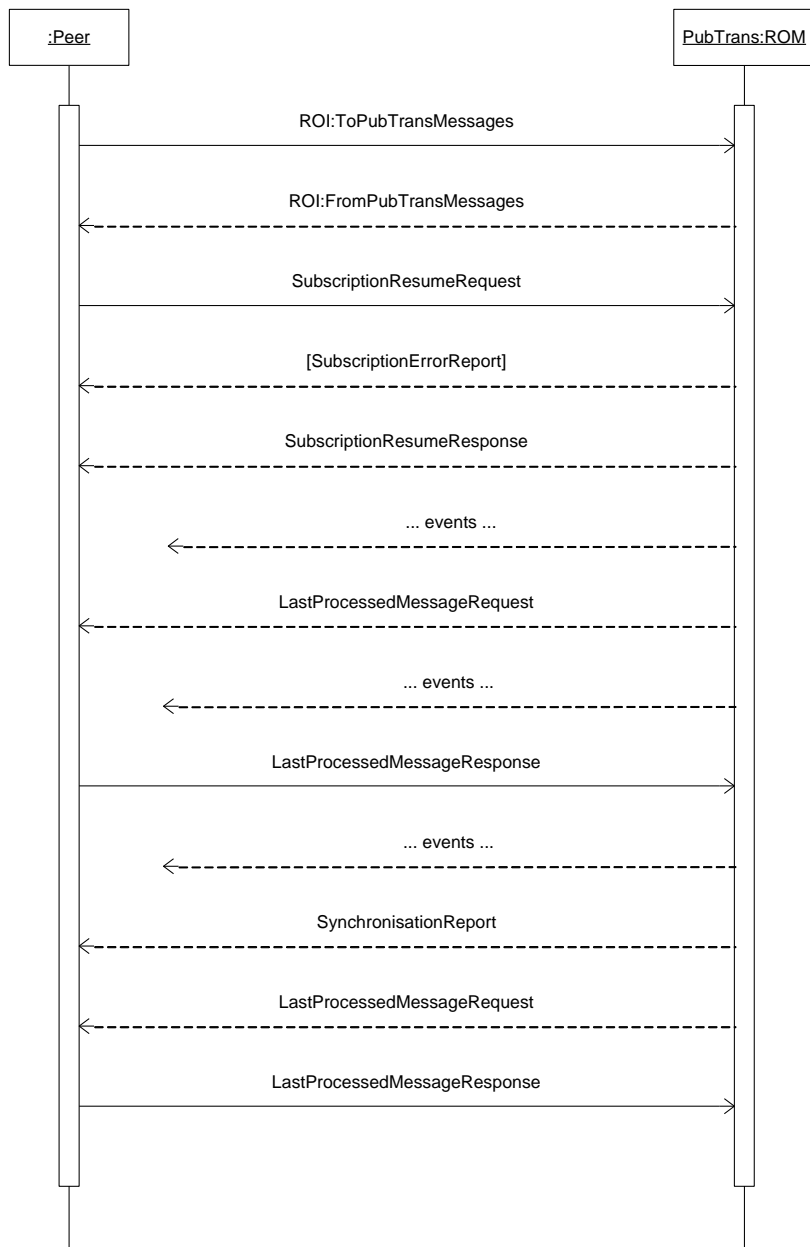 :Peer
PubTrans:ROM
ROI:ToPubTransMessages
ROI:FromPubTransMessages
SubscriptionResumeRequest
[SubscriptionErrorReport]
SubscriptionResumeResponse
... events ...
LastProcessedMessageRequest
... events ...
LastProcessedMessageResponse
... events ...
SynchronisationReport
LastProcessedMessageRequest
LastProcessedMessageResponse